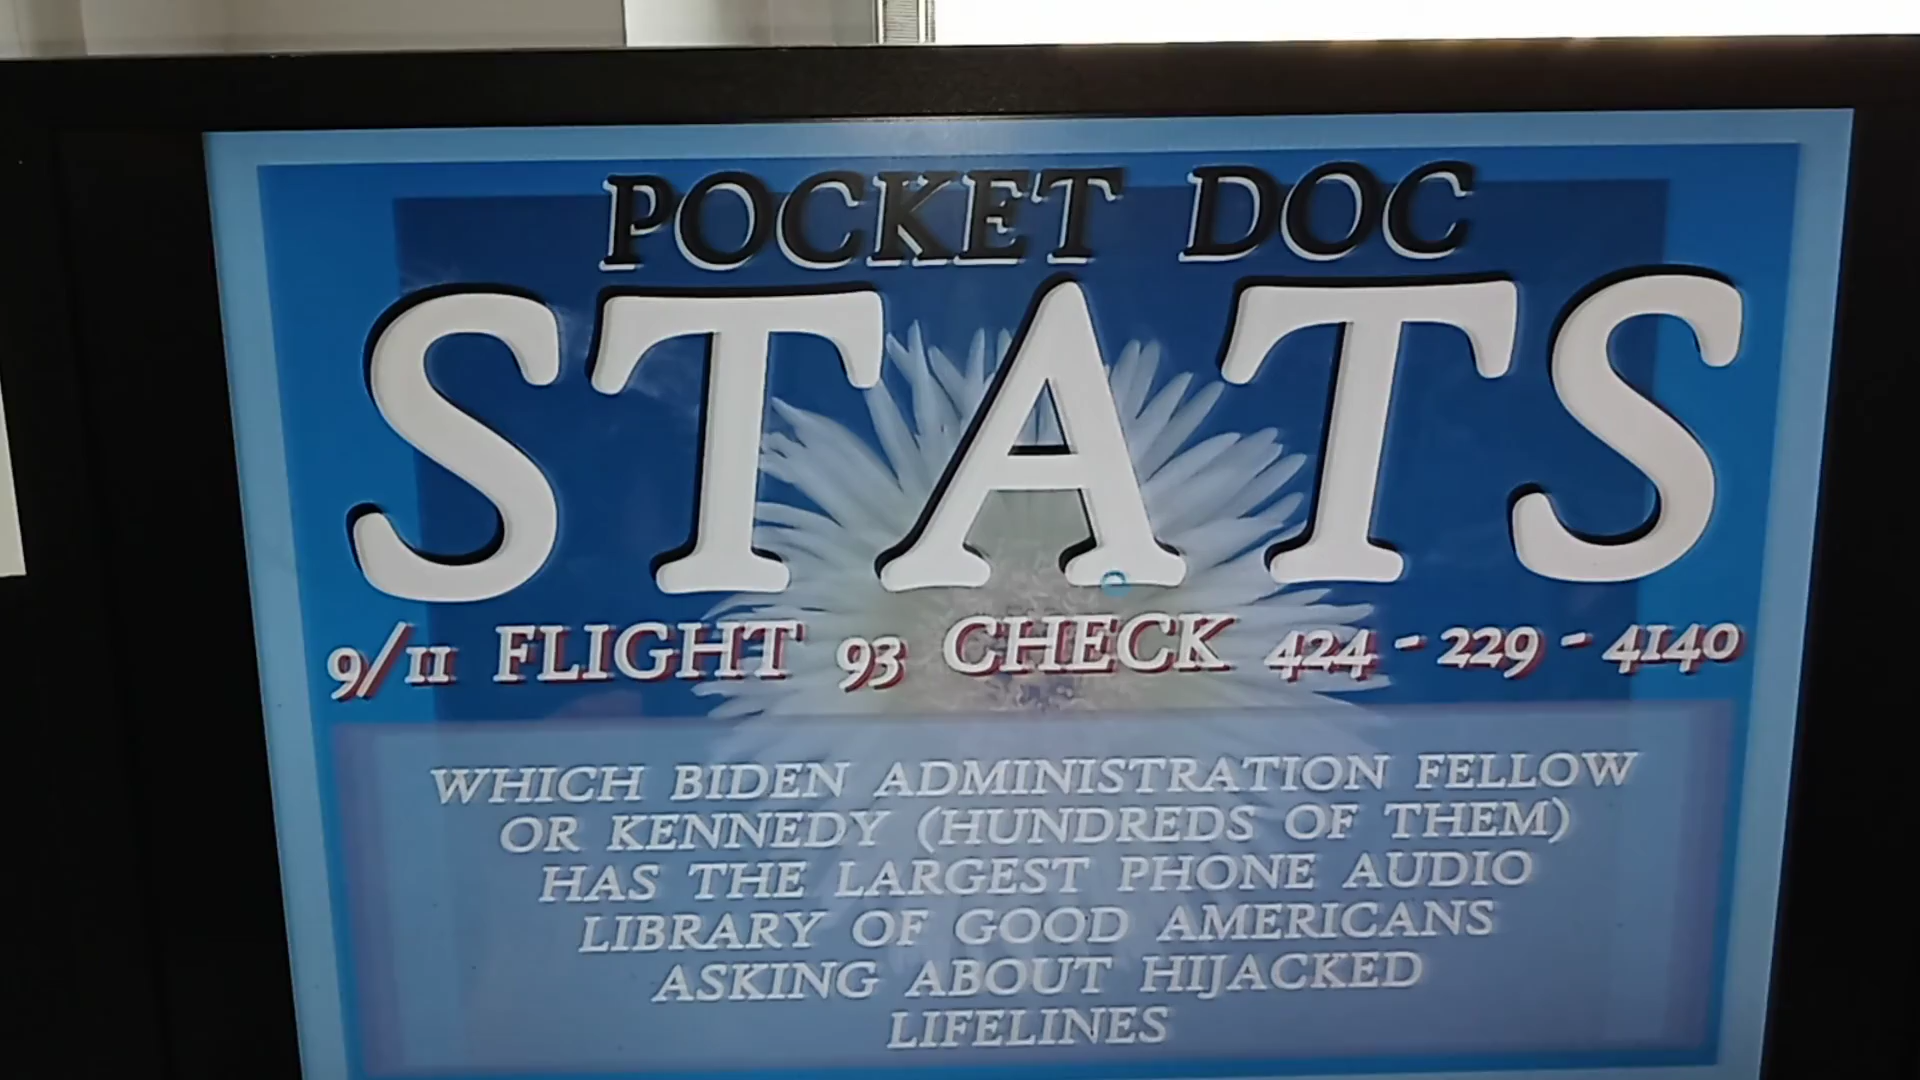 POCKET DOC
STATS
9/11 FLIGHT 93 CHECK 424-229-4140
WHICH BIDEN ADMINISTRATION FELLOW
OR KENNEDY (HUNDREDS OF THEM)
HAS THE LARGEST PHONE AUDIO
LIBRARY OF GOOD AMERICANS
ASKING ABOUT HIJACKED
LIFELINES